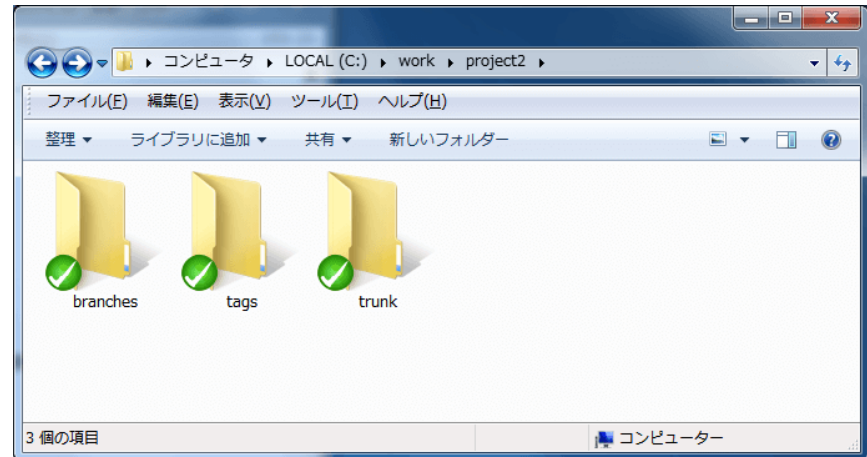 コンピュータ LOCAL (C:) work project2
ファイル(F) 編集(E) 表示(V) ツール(T) ヘルプ(H)
整理 ライブラリに追加 共有 新しいフォルダー
branches tags trunk
3 個の項目 コンピューター